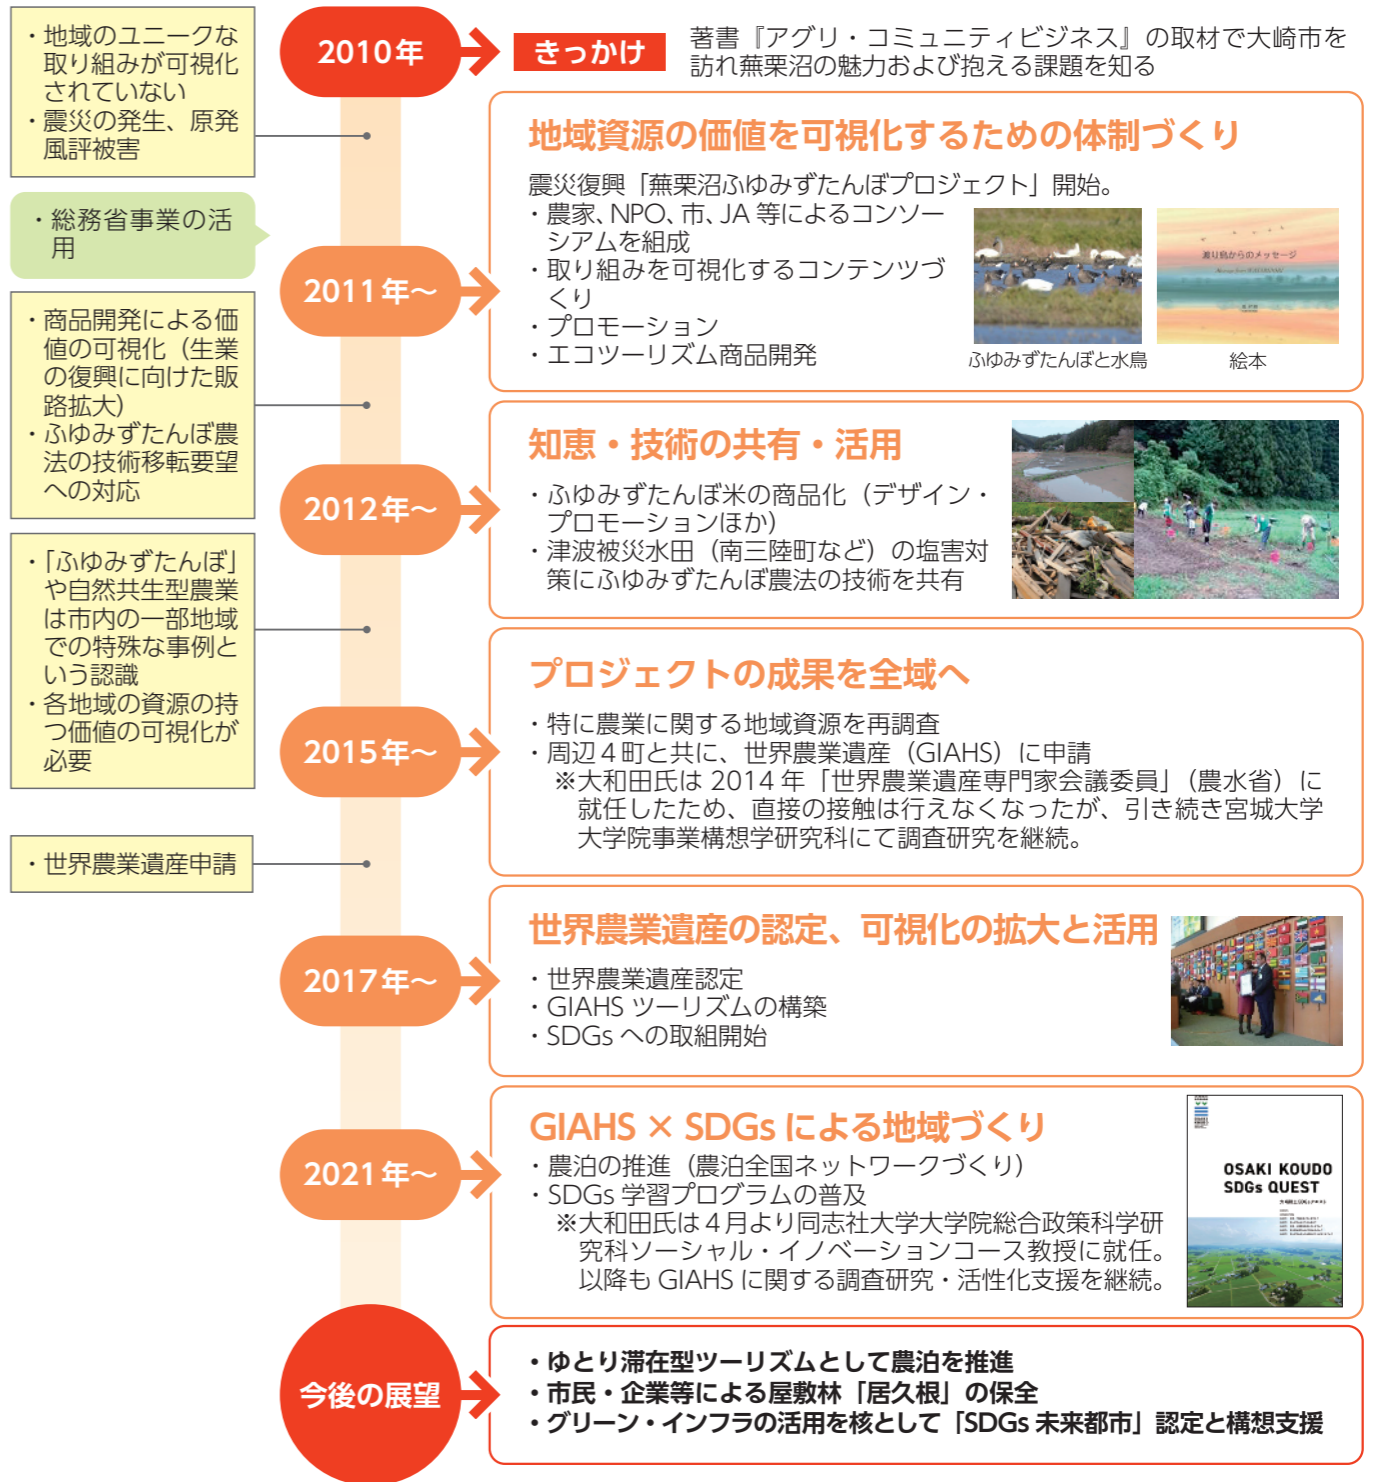 ・地域のユニークな
取り組みが可視化
されていない
・震災の発生、原発
風評被害
2010年
きっかけ
著書『アグリ・コミュニティビジネス』の取材で大崎市を
訪れ蕪栗沼の魅力および抱える課題を知る
・総務省事業の活
用
2011年～
地域資源の価値を可視化するための体制づくり
震災復興「蕪栗沼ふゆみずたんぼプロジェクト」開始。
・農家、NPO、市、JA 等によるコンソー
シアムを組成
・取り組みを可視化するコンテンツづ
くり
・プロモーション
・エコツーリズム商品開発
渡り鳥からのメッセージ
ふゆみずたんぼと水鳥
絵本
・商品開発による価
値の可視化（生業
の復興に向けた販
路拡大）
・ふゆみずたんぼ農
法の技術移転要望
への対応
2012年～
知恵・技術の共有・活用
・ふゆみずたんぼ米の商品化（デザイン・
プロモーションほか）
・津波被災水田（南三陸町など）の塩害対
策にふゆみずたんぼ農法の技術を共有
・「ふゆみずたんぼ」
や自然共生型農業
は市内の一部地域
での特殊な事例と
いう認識
・各地域の資源の持
つ価値の可視化が
必要
2015年～
プロジェクトの成果を全域へ
・特に農業に関する地域資源を再調査
・周辺４町と共に、世界農業遺産（GIAHS）に申請
※大和田氏は 2014 年「世界農業遺産専門家会議委員」（農水省）に
就任したため、直接の接触は行えなくなったが、引き続き宮城大学
大学院事業構想学研究科にて調査研究を継続。
・世界農業遺産申請
2017年～
世界農業遺産の認定、可視化の拡大と活用
・世界農業遺産認定
・GIAHS ツーリズムの構築
・SDGs への取組開始
2021年～
GIAHS × SDGs による地域づくり
・農泊の推進（農泊全国ネットワークづくり）
・SDGs 学習プログラムの普及
※大和田氏は４月より同志社大学大学院総合政策科学研
究科ソーシャル・イノベーションコース教授に就任。
以降も GIAHS に関する調査研究・活性化支援を継続。
OSAKI KOUDO
SDGs QUEST
今後の展望
・ゆとり滞在型ツーリズムとして農泊を推進
・市民・企業等による屋敷林「居久根」の保全
・グリーン・インフラの活用を核として「SDGs 未来都市」認定と構想支援